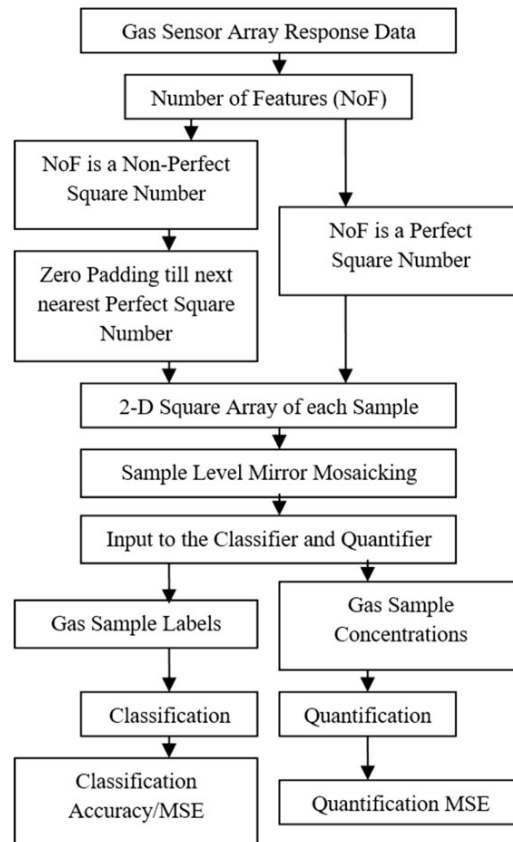 Gas Sensor Array Response Data
Number of Features (NoF)
NoF is a Non-Perfect
Square Number
NoF is a Perfect
Square Number
Zero Padding till next
nearest Perfect Square
Number
2-D Square Array of each Sample
Sample Level Mirror Mosaicking
Input to the Classifier and Quantifier
Gas Sample Labels
Gas Sample
Concentrations
Classification
Quantification
Classification
Accuracy/MSE
Quantification MSE